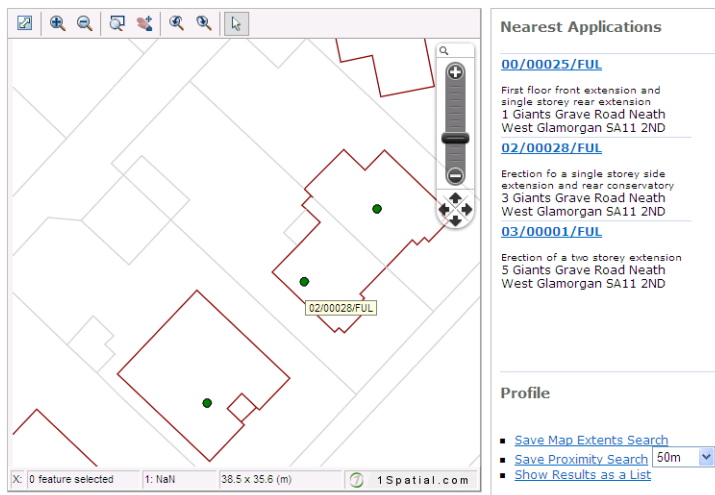 Nearest Applications
00/00025/FUL
First floor front extension and
single storey rear extension
1 Giants Grave Road Neath
West Glamorgan SA11 2ND
02/00028/FUL
Erection fo a single storey side
extension and rear conservatory
3 Giants Grave Road Neath
West Glamorgan SA11 2ND
03/00001/FUL
Erection of a two storey extension
5 Giants Grave Road Neath
West Glamorgan SA11 2ND
02/00028/FUL
Profile
Save Map Extents Search
Save Proximity Search 50m
Show Results as a List
X: 0 feature selected 1: NaN 38.5 x 35.6 (m) 1Spatial.com